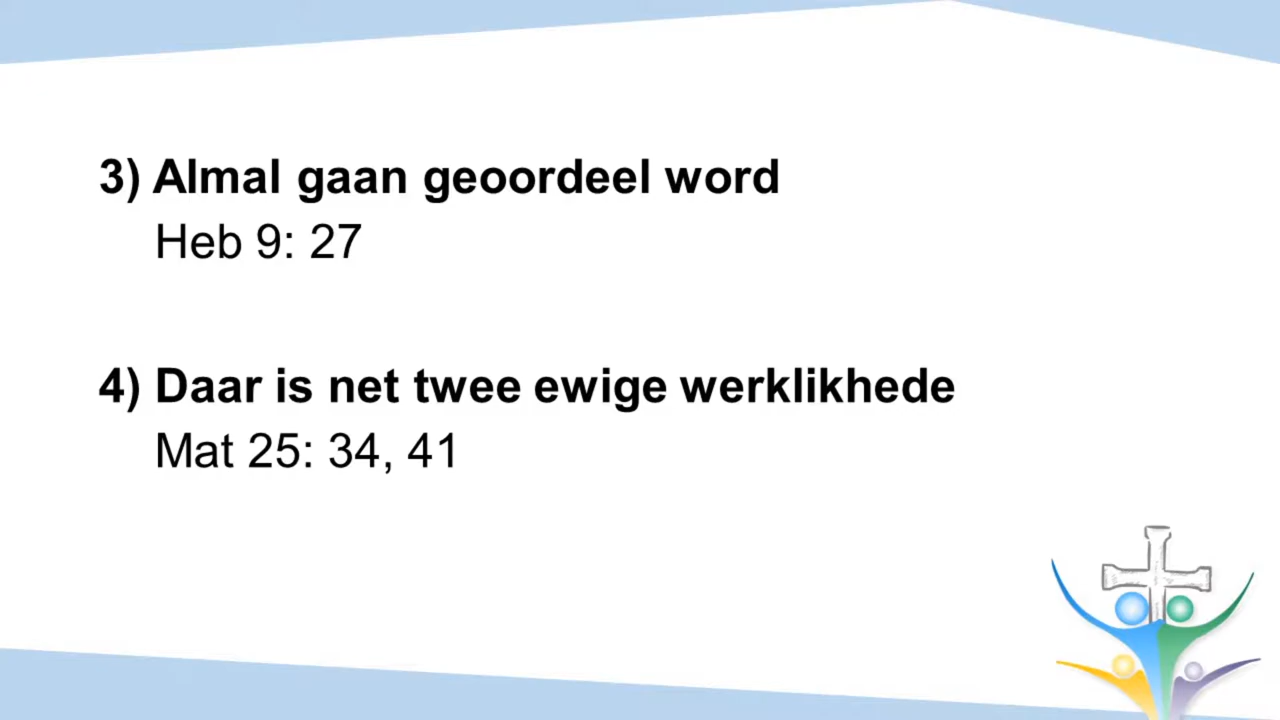 3) Almal gaan geoordeel word
Heb 9: 27
4) Daar is net twee ewige werklikhede
Mat 25: 34, 41